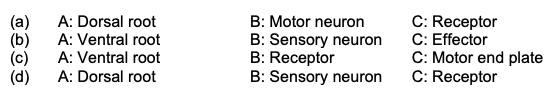 (a) A: Dorsal root B: Motor neuron C: Receptor
(b) A: Ventral root B: Sensory neuron C: Effector
(c) A: Ventral root B: Receptor C: Motor end plate
(d) A: Dorsal root B: Sensory neuron C: Receptor